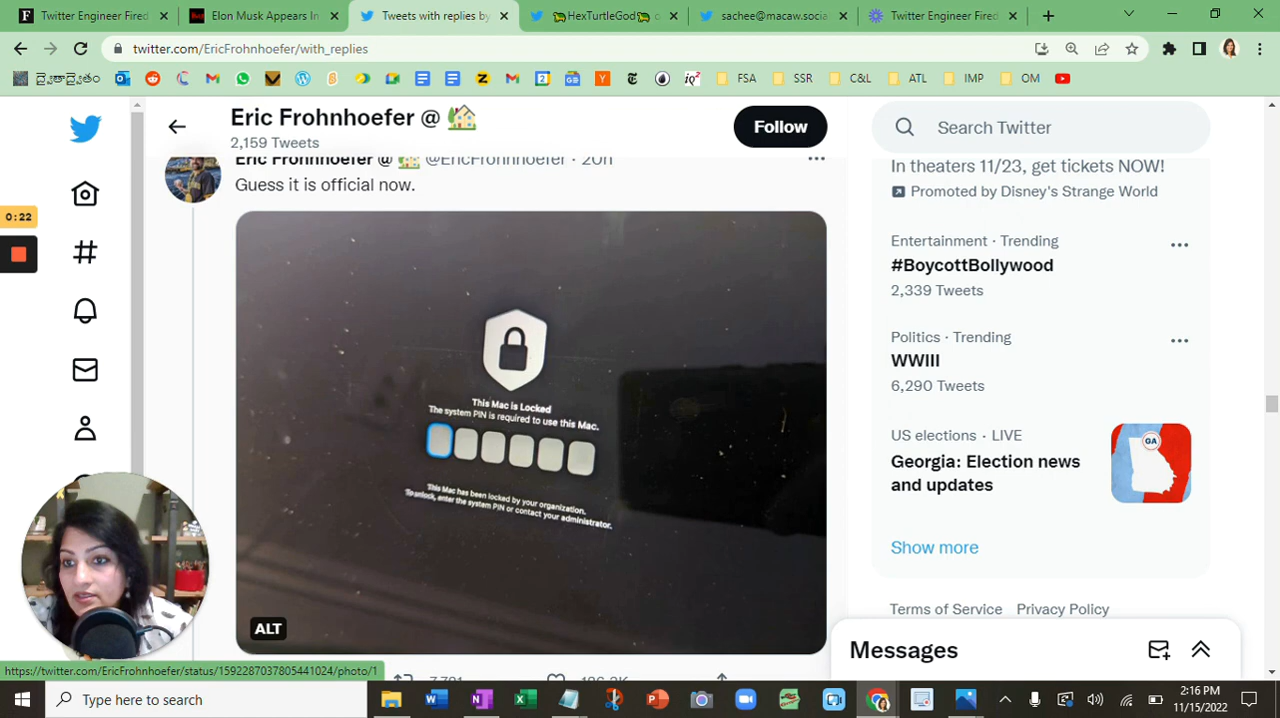 Twitter Engineer Fired
Elon Musk Appears In
Tweets with replies by
HexTurtleGod
sachee@macaw.socia
Twitter Engineer Fired
twitter.com/EricFrohnhoefer/with_replies
FSA
SSR
C&L
ATL
IMP
OM
Eric Frohnhoefer @
2,159 Tweets
Follow
Search Twitter
Eric Frohnhoefer @ @EricFrohnhoefer · 20h
Guess it is official now.
In theaters 11/23, get tickets NOW!
Promoted by Disney's Strange World
Entertainment · Trending
#BoycottBollywood
2,339 Tweets
Politics · Trending
WWIII
6,290 Tweets
US elections · LIVE
GA
Georgia: Election news
and updates
Show more
Terms of Service Privacy Policy
0:22
This Mac is Locked
The system PIN is required to use this Mac.
This Mac has been locked by your organization.
To unlock, enter the system PIN or contact your administrator.
ALT
Messages
https://twitter.com/EricFrohnhoefer/status/1592287037805441024/photo/1
Type here to search
2:16 PM
11/15/2022